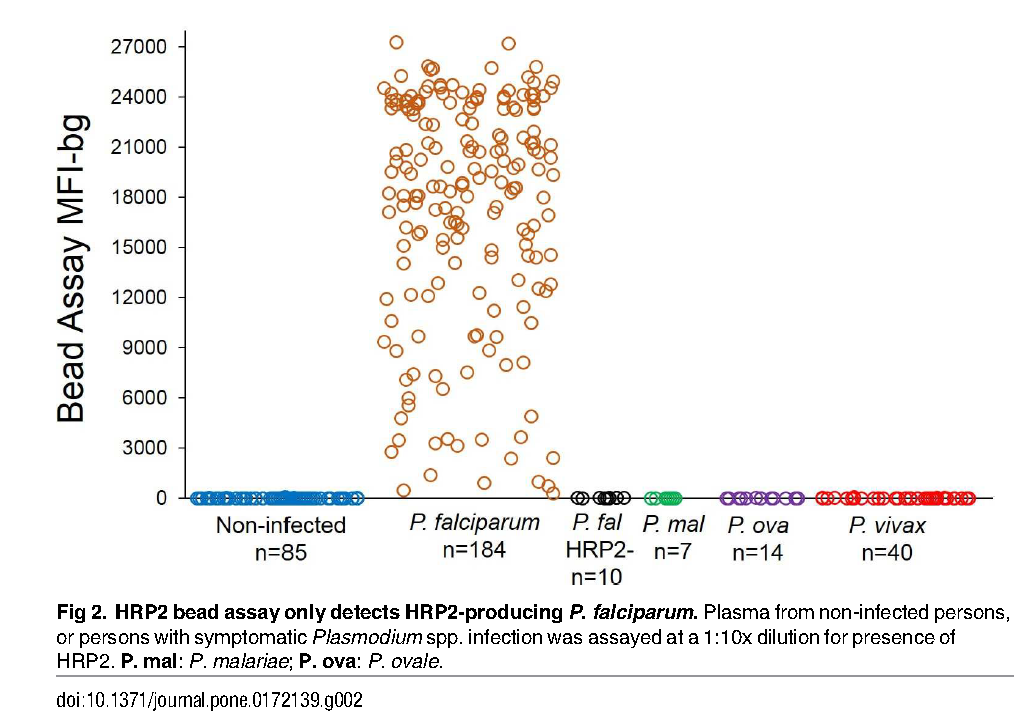 Bead Assay MFI-bg
27000
24000
21000
18000
15000
12000
9000
6000
3000
0
Non-infected
n=85
P. falciparum
n=184
P. fal
HRP2-
n=10
P. mal
n=7
P. ova
n=14
P. vivax
n=40
Fig 2. HRP2 bead assay only detects HRP2-producing P. falciparum. Plasma from non-infected persons,
or persons with symptomatic Plasmodium spp. infection was assayed at a 1:10x dilution for presence of
HRP2. P. mal: P. malariae; P. ova: P. ovale.
doi:10.1371/journal.pone.0172139.g002